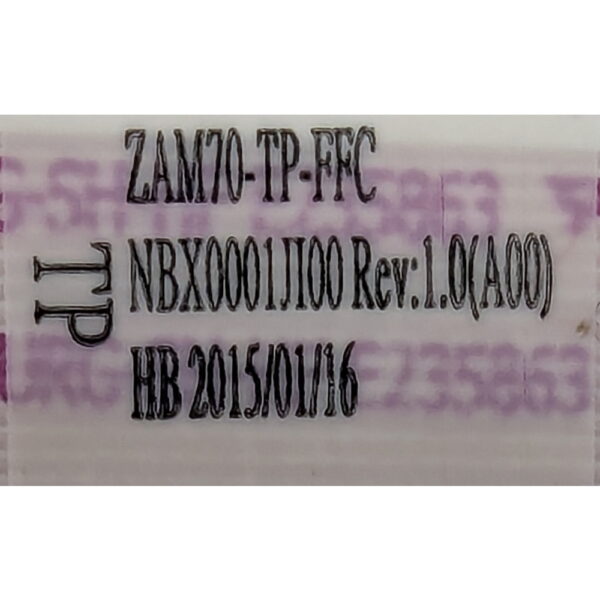 ZAM70-TP-FFC
NBX0001JI00 Rev:1.0(A00)
HB 2015/01/16
TP